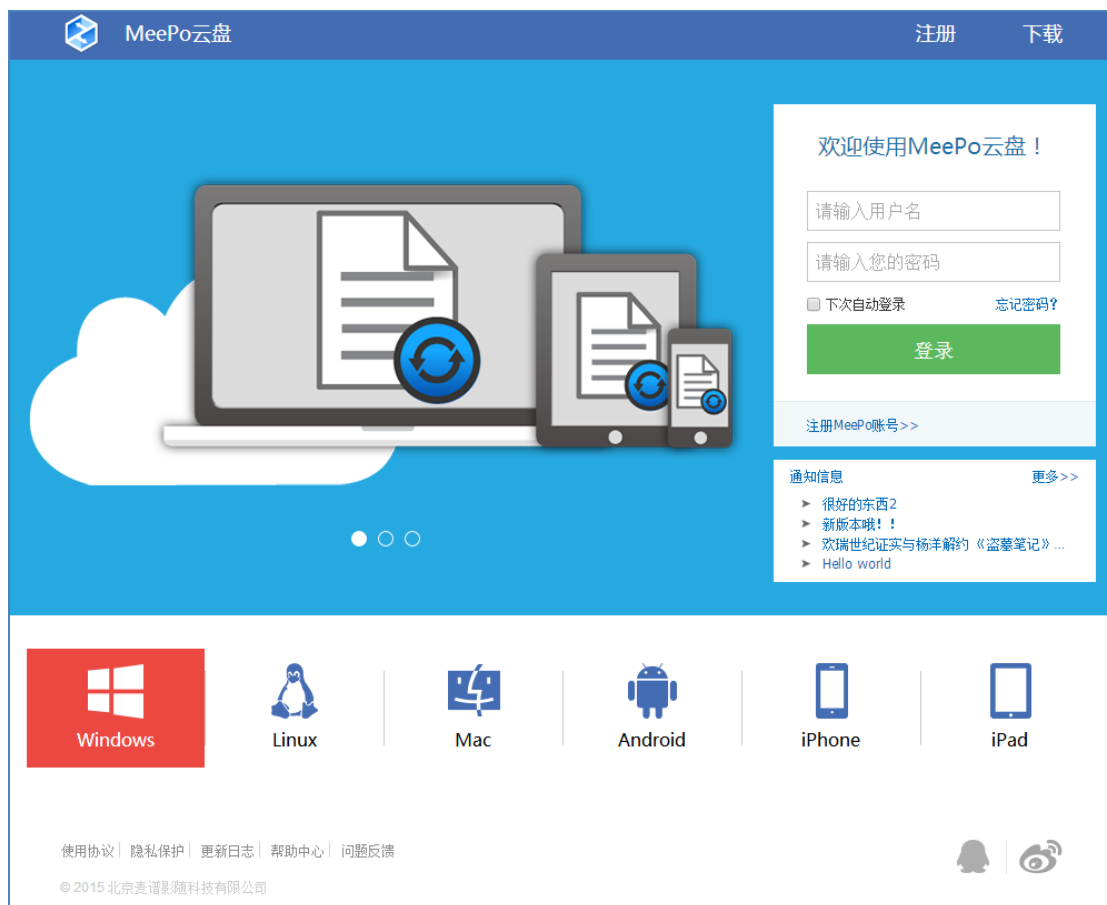 MeePo云盘 注册 下载
欢迎使用MeePo云盘！
请输入用户名
请输入您的密码
下次自动登录 忘记密码?
登录
注册MeePo账号>>
通知信息 更多>>
➤ 很好的东西2
➤ 新版本哦！！
➤ 欢瑞世纪证实与杨洋解约《盗墓笔记》...
➤ Hello world
Windows Linux Mac Android iPhone iPad
使用协议 | 隐私保护 | 更新日志 | 帮助中心 | 问题反馈
© 2015 北京麦谱影随科技有限公司